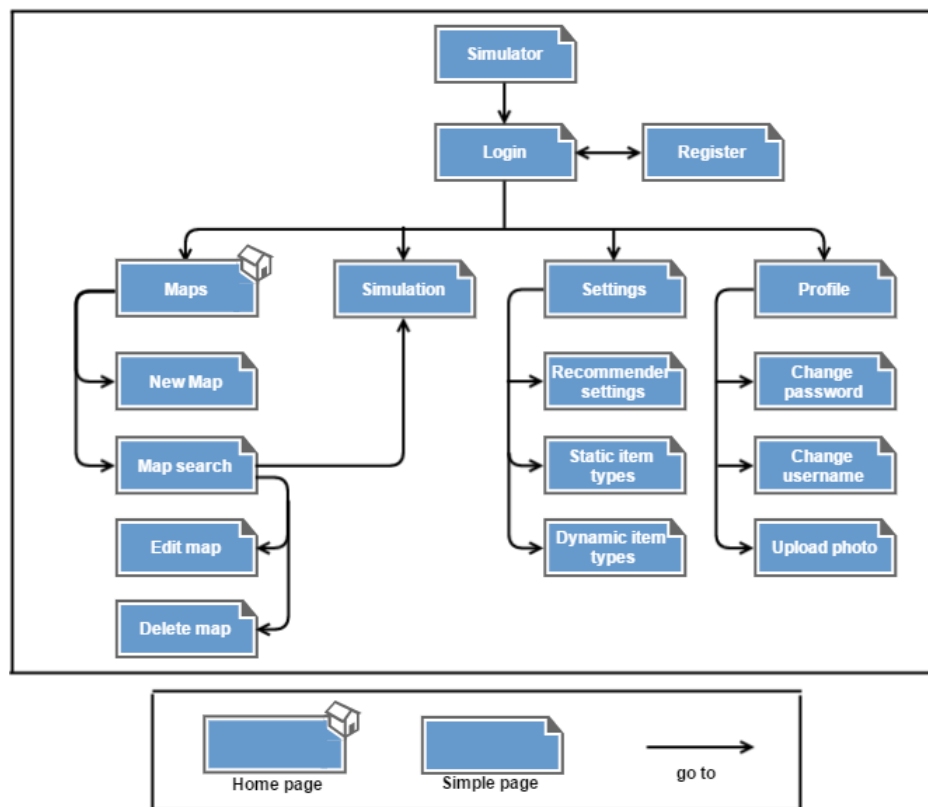 Simulator
Login
Register
Maps
Simulation
Settings
Profile
New Map
Recommender
settings
Change
password
Map search
Static item
types
Change
username
Edit map
Dynamic item
types
Upload photo
Delete map
Home page
Simple page
go to